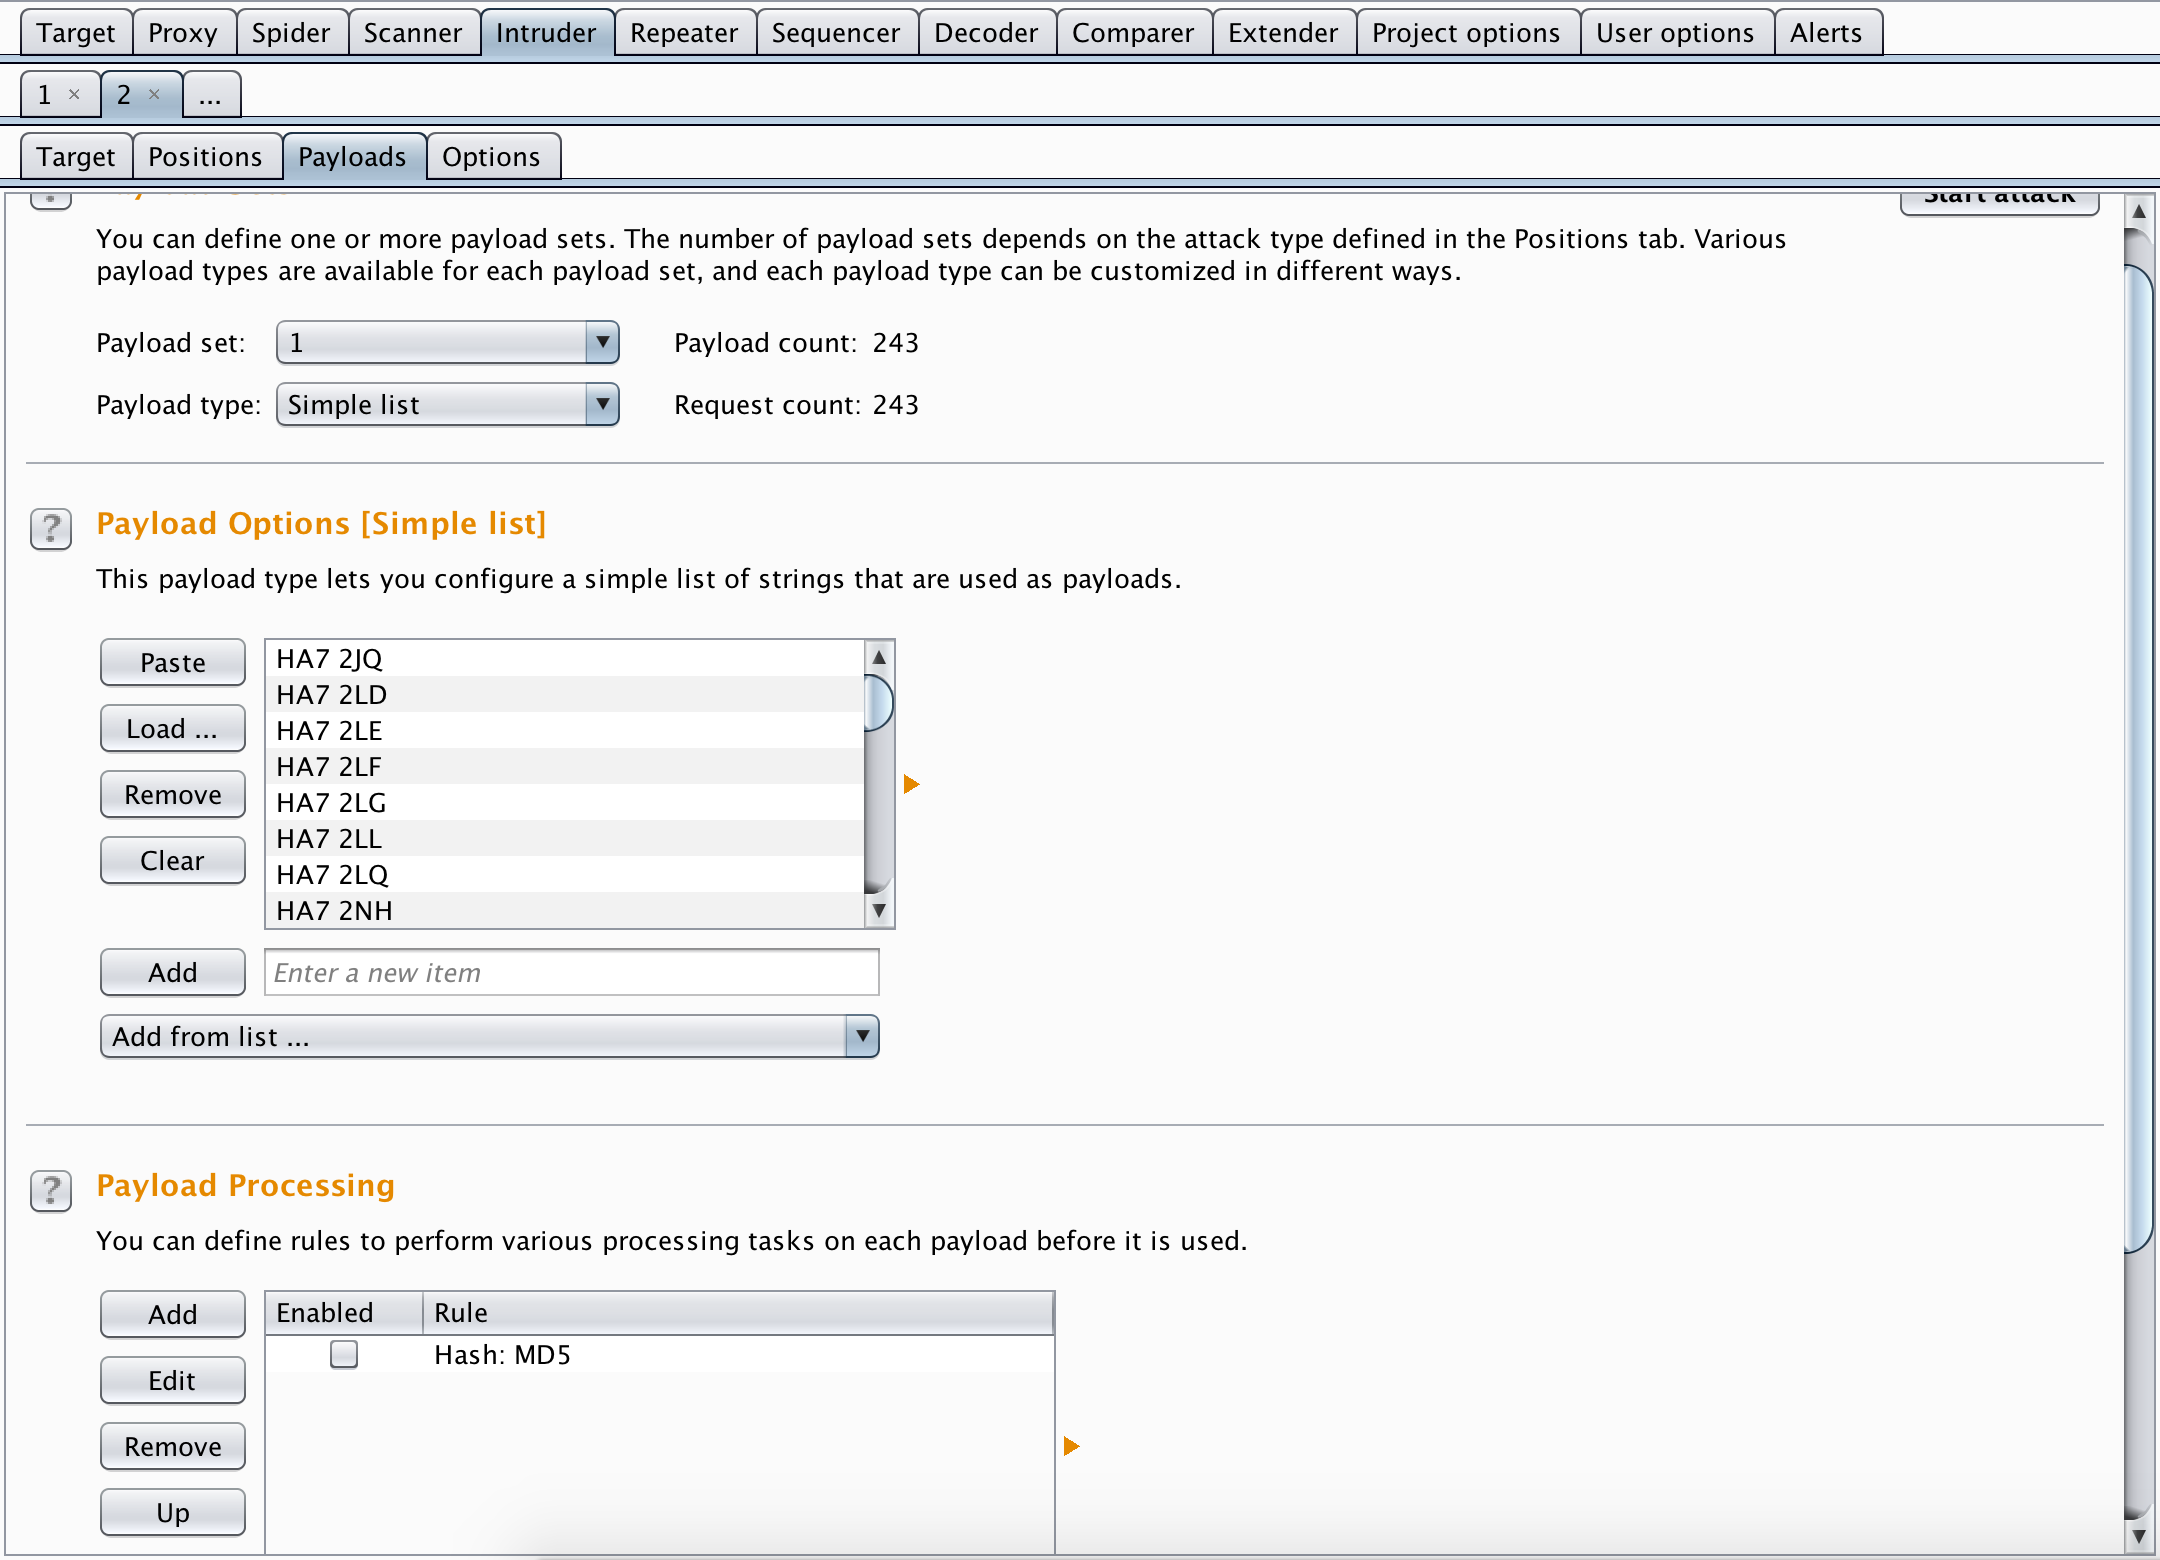 Target Proxy Spider Scanner Intruder Repeater Sequencer Decoder Comparer Extender Project options User options Alerts
1 × 2 × ...
Target Positions Payloads Options
Start attack
You can define one or more payload sets. The number of payload sets depends on the attack type defined in the Positions tab. Various
payload types are available for each payload set, and each payload type can be customized in different ways.
Payload set: 1 Payload count: 243
Payload type: Simple list Request count: 243
? Payload Options [Simple list]
This payload type lets you configure a simple list of strings that are used as payloads.
Paste
Load ...
Remove
Clear
HA7 2JQ
HA7 2LD
HA7 2LE
HA7 2LF
HA7 2LG
HA7 2LL
HA7 2LQ
HA7 2NH
Add Enter a new item
Add from list ...
? Payload Processing
You can define rules to perform various processing tasks on each payload before it is used.
Add
Edit
Remove
Up
Enabled Rule
Hash: MD5